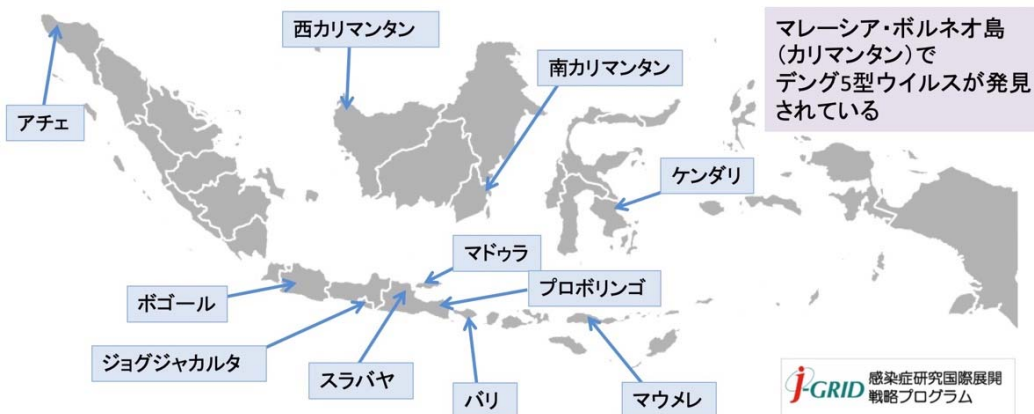 西カリマンタン
マレーシア・ボルネオ島
(カリマンタン)で
デング5型ウイルスが発見
されている
南カリマンタン
アチェ
ケンダリ
マドゥラ
ボゴール
プロボリンゴ
ジョグジャカルタ
スラバヤ
バリ
マウメレ
j-GRID 感染症研究国際展開
戦略プログラム